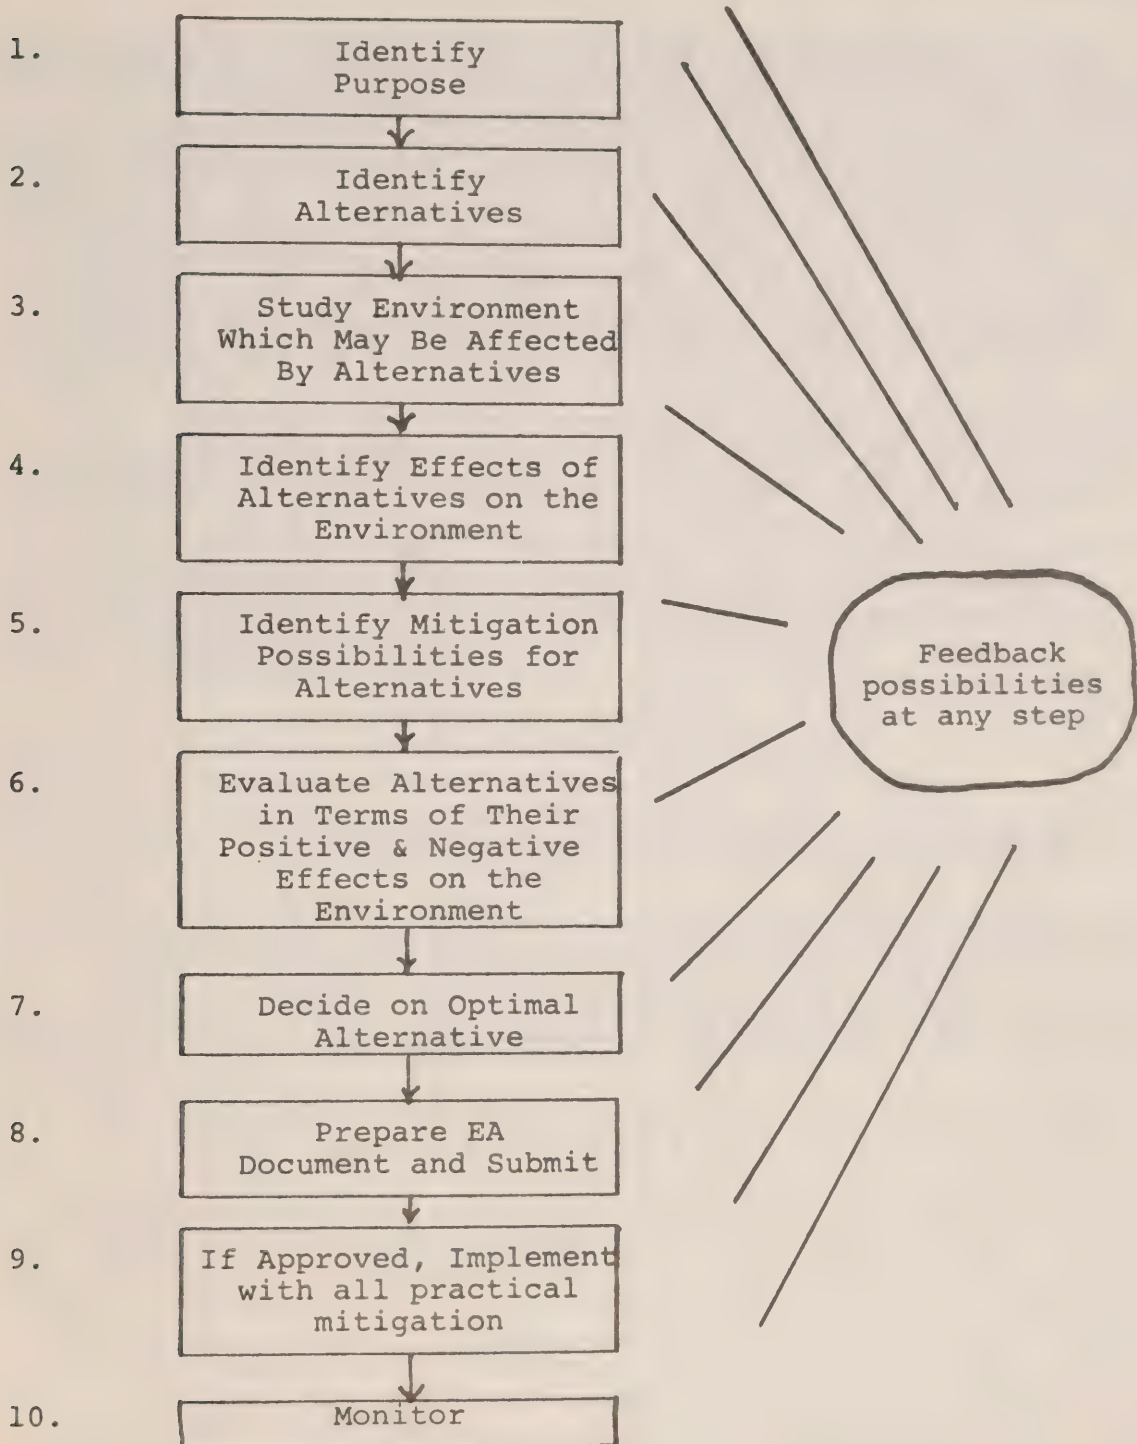 1.
Identify
Purpose
2.
Identify
Alternatives
3.
Study Environment
Which May Be Affected
By Alternatives
4.
Identify Effects of
Alternatives on the
Environment
5.
Identify Mitigation
Possibilities for
Alternatives
6.
Evaluate Alternatives
in Terms of Their
Positive & Negative
Effects on the
Environment
7.
Decide on Optimal
Alternative
8.
Prepare EA
Document and Submit
9.
If Approved, Implement
with all practical
mitigation
10.
Monitor
Feedback
possibilities
at any step